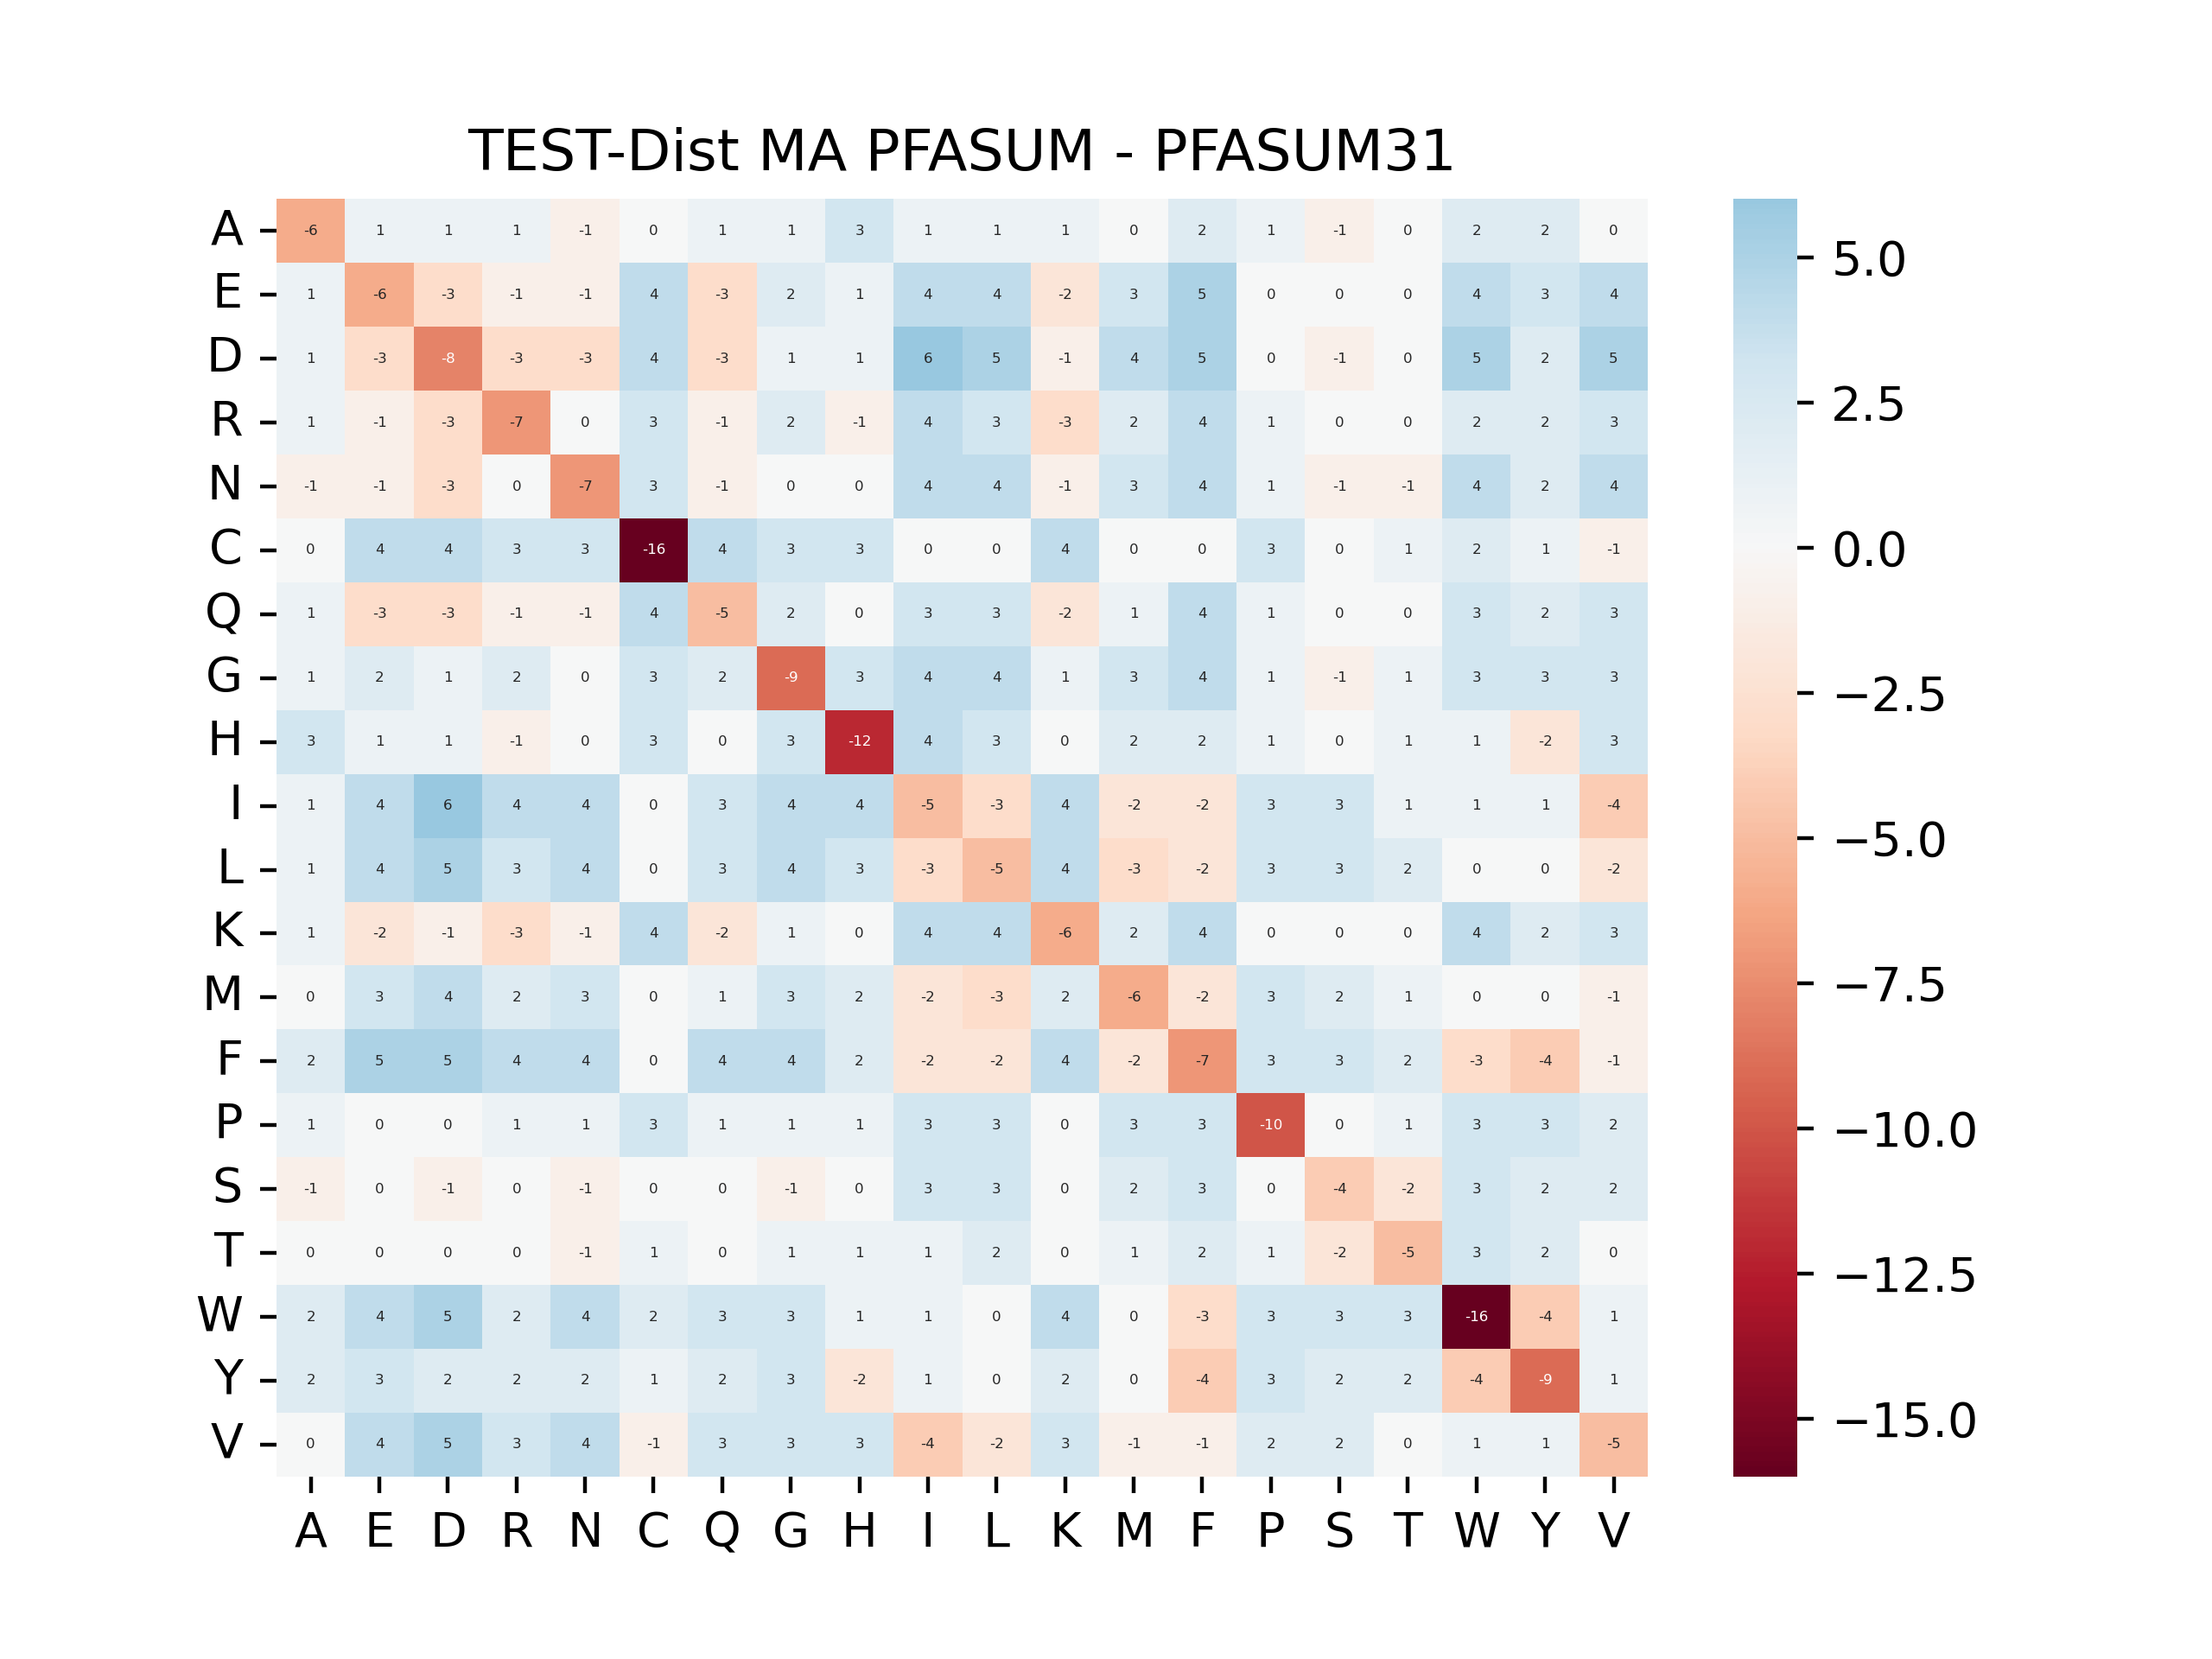 TEST-Dist MA PFASUM - PFASUM31
A -6 1 1 1 -1 0 1 1 3 1 1 1 0 2 1 -1 0 2 2 0
E 1 -6 -3 -1 -1 4 -3 2 1 4 4 -2 3 5 0 0 0 4 3 4
D 1 -3 -8 -3 -3 4 -3 1 1 6 5 -1 4 5 0 -1 0 5 2 5
R 1 -1 -3 -7 0 3 -1 2 -1 4 3 -3 2 4 1 0 0 2 2 3
N -1 -1 -3 0 -7 3 -1 0 0 4 4 -1 3 4 1 -1 -1 4 2 4
C 0 4 4 3 3 -16 4 3 3 0 0 4 0 0 3 0 1 2 1 -1
Q 1 -3 -3 -1 -1 4 -5 2 0 3 3 -2 1 4 1 0 0 3 2 3
G 1 2 1 2 0 3 2 -9 3 4 4 1 3 4 1 -1 1 3 3 3
H 3 1 1 -1 0 3 0 3 -12 4 3 0 2 2 1 0 1 1 -2 3
I 1 4 6 4 4 0 3 4 4 -5 -3 4 -2 -2 3 3 1 1 1 -4
L 1 4 5 3 4 0 3 4 3 -3 -5 4 -3 -2 3 3 2 0 0 -2
K 1 -2 -1 -3 -1 4 -2 1 0 4 4 -6 2 4 0 0 0 4 2 3
M 0 3 4 2 3 0 1 3 2 -2 -3 2 -6 -2 3 2 1 0 0 -1
F 2 5 5 4 4 0 4 4 2 -2 -2 4 -2 -7 3 3 2 -3 -4 -1
P 1 0 0 1 1 3 1 1 1 3 3 0 3 3 -10 0 1 3 3 2
S -1 0 -1 0 -1 0 0 -1 0 3 3 0 2 3 0 -4 -2 3 2 2
T 0 0 0 0 -1 1 0 1 1 1 2 0 1 2 1 -2 -5 3 2 0
W 2 4 5 2 4 2 3 3 1 1 0 4 0 -3 3 3 3 -16 -4 1
Y 2 3 2 2 2 1 2 3 -2 1 0 2 0 -4 3 2 2 -4 -9 1
V 0 4 5 3 4 -1 3 3 3 -4 -2 3 -1 -1 2 2 0 1 1 -5
A E D R N C Q G H I L K M F P S T W Y V
5.0
2.5
0.0
−2.5
−5.0
−7.5
−10.0
−12.5
−15.0